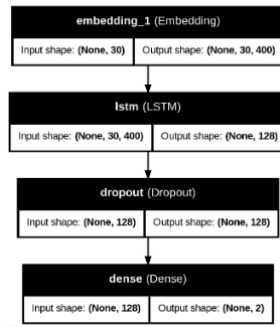 embedding_1 (Embedding)
Input shape: (None, 30) Output shape: (None, 30, 400)
lstm (LSTM)
Input shape: (None, 30, 400) Output shape: (None, 128)
dropout (Dropout)
Input shape: (None, 128) Output shape: (None, 128)
dense (Dense)
Input shape: (None, 128) Output shape: (None, 2)